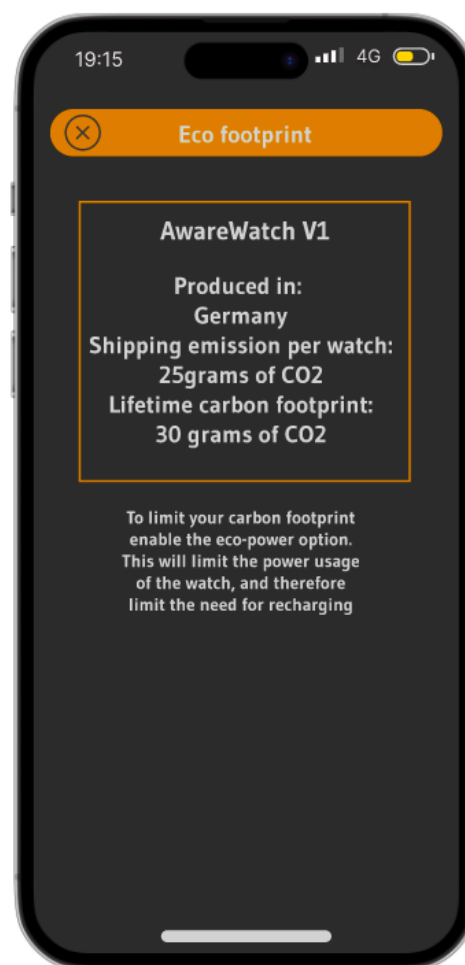 19:15 4G
Eco footprint
AwareWatch V1
Produced in:
Germany
Shipping emission per watch:
25grams of CO2
Lifetime carbon footprint:
30 grams of CO2
To limit your carbon footprint
enable the eco-power option.
This will limit the power usage
of the watch, and therefore
limit the need for recharging